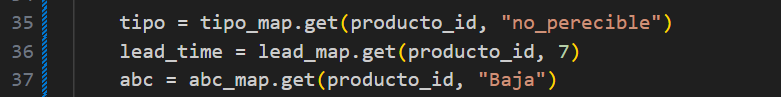 35 tipo = tipo_map.get(producto_id, "no_perecible")
36 lead_time = lead_map.get(producto_id, 7)
37 abc = abc_map.get(producto_id, "Baja")